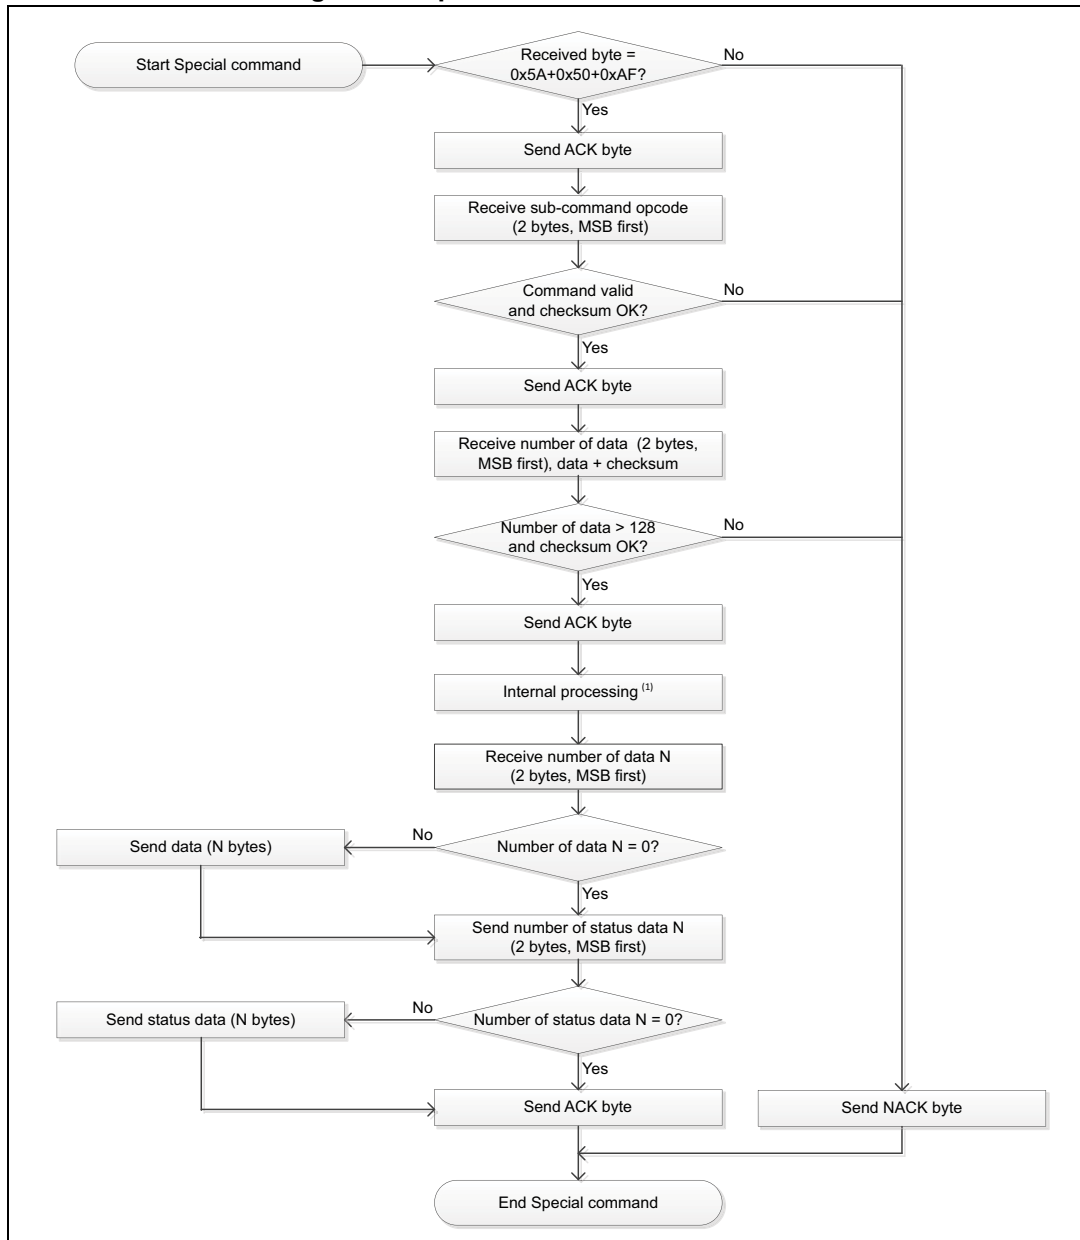 Start Special command
Received byte =
0x5A+0x50+0xAF?
No
Yes
Send ACK byte
Receive sub-command opcode
(2 bytes, MSB first)
Command valid
and checksum OK?
No
Yes
Send ACK byte
Receive number of data (2 bytes,
MSB first), data + checksum
Number of data > 128
and checksum OK?
No
Yes
Send ACK byte
Internal processing (1)
Receive number of data N
(2 bytes, MSB first)
Number of data N = 0?
No
Send data (N bytes)
Yes
Send number of status data N
(2 bytes, MSB first)
Number of status data N = 0?
No
Send status data (N bytes)
Yes
Send ACK byte
Send NACK byte
End Special command